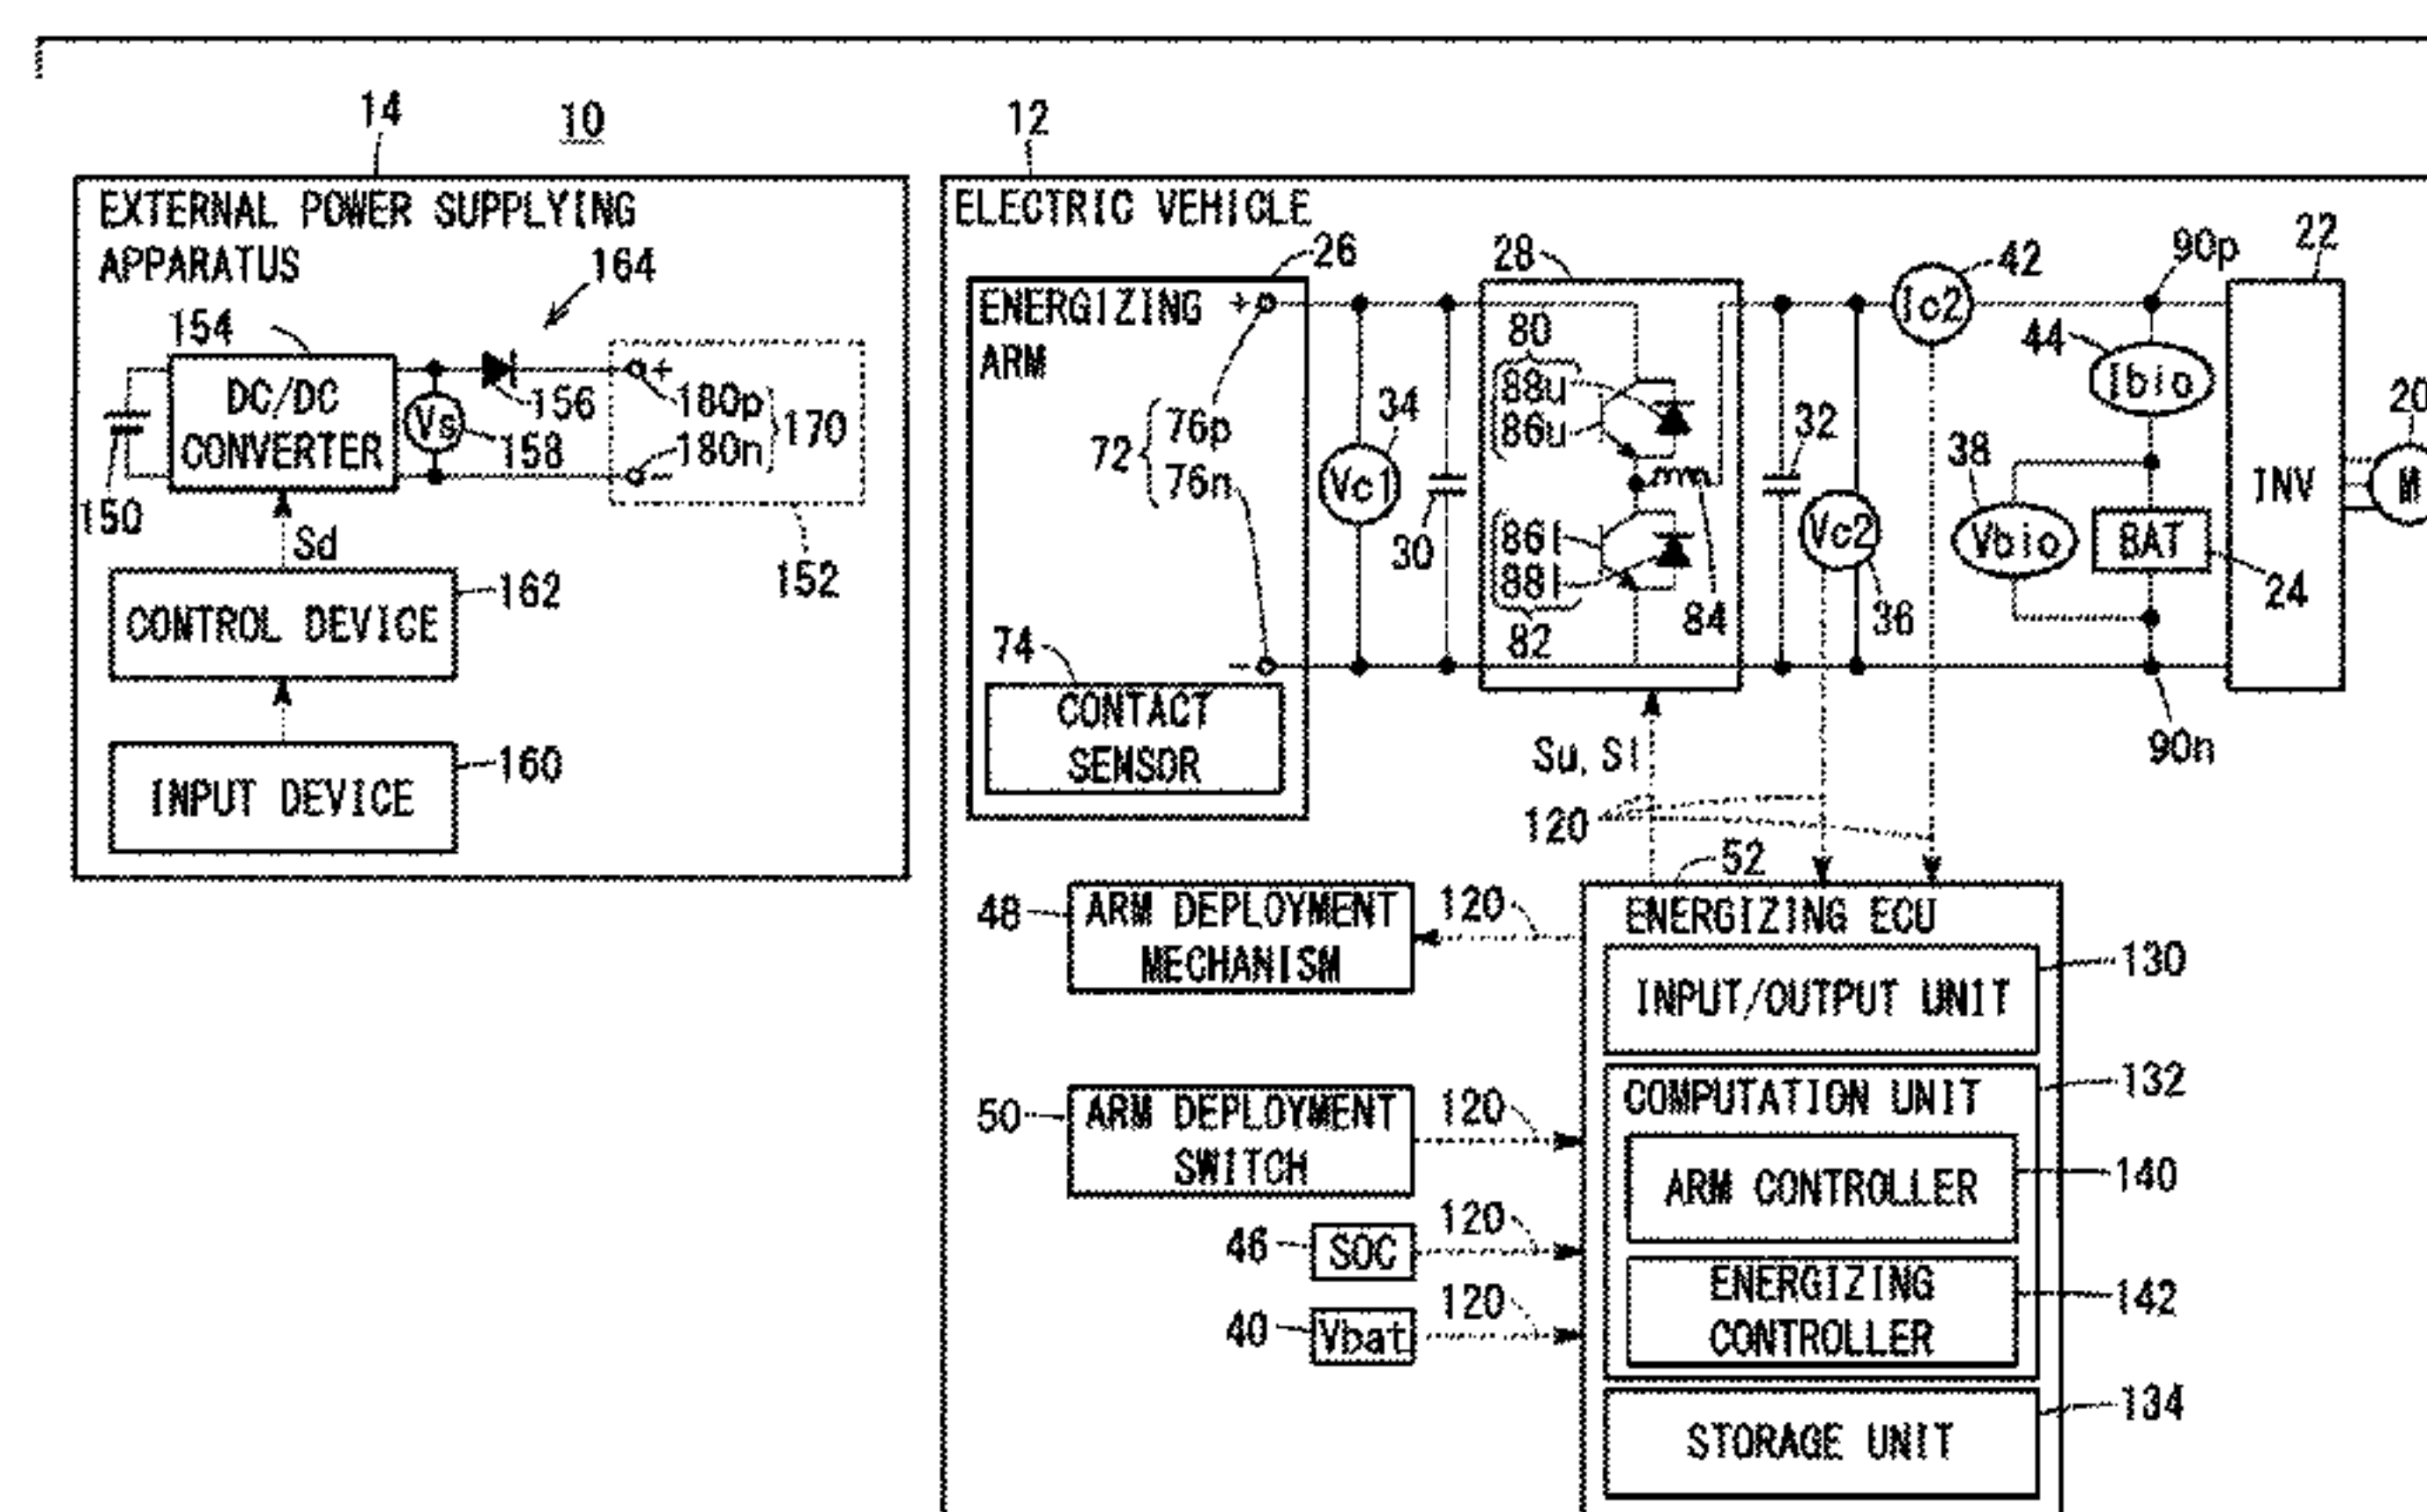 14
10
12
EXTERNAL POWER SUPPLYING
APPARATUS
164
154
DC/DC
CONVERTER
Vs
156
158
+
-
180p
180n
170
150
152
Sd
CONTROL DEVICE
162
INPUT DEVICE
160
ELECTRIC VEHICLE
26
ENERGIZING
ARM
+
-
72
76p
76n
74
CONTACT
SENSOR
34
Vc1
30
28
80
88u
86u
86l
88l
82
84
32
Vc2
36
Ic2
42
90p
22
44
Ibio
38
Vbio
BAT
24
INV
20
M
90n
Su, Sl
120
52
48
ARM DEPLOYMENT
MECHANISM
120
50
ARM DEPLOYMENT
SWITCH
120
46
SOC
120
40
Vbat
120
ENERGIZING ECU
INPUT/OUTPUT UNIT
130
COMPUTATION UNIT
132
ARM CONTROLLER
140
ENERGIZING
CONTROLLER
142
STORAGE UNIT
134